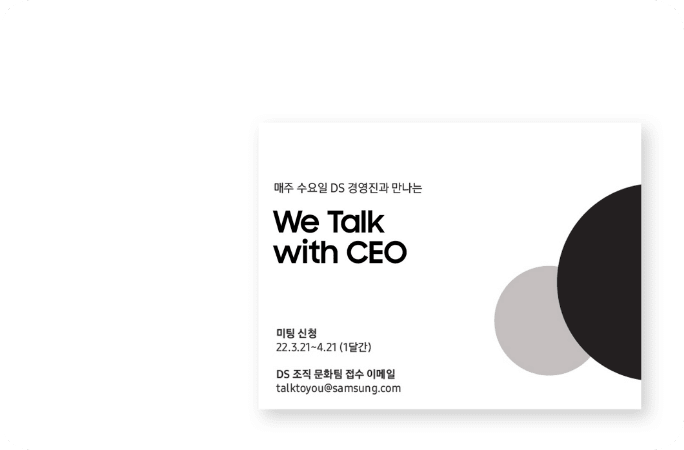 매주 수요일 DS 경영진과 만나는
We Talk
with CEO
미팅 신청
22.3.21~4.21 (1달간)
DS 조직 문화팀 접수 이메일
talktoyou@samsung.com